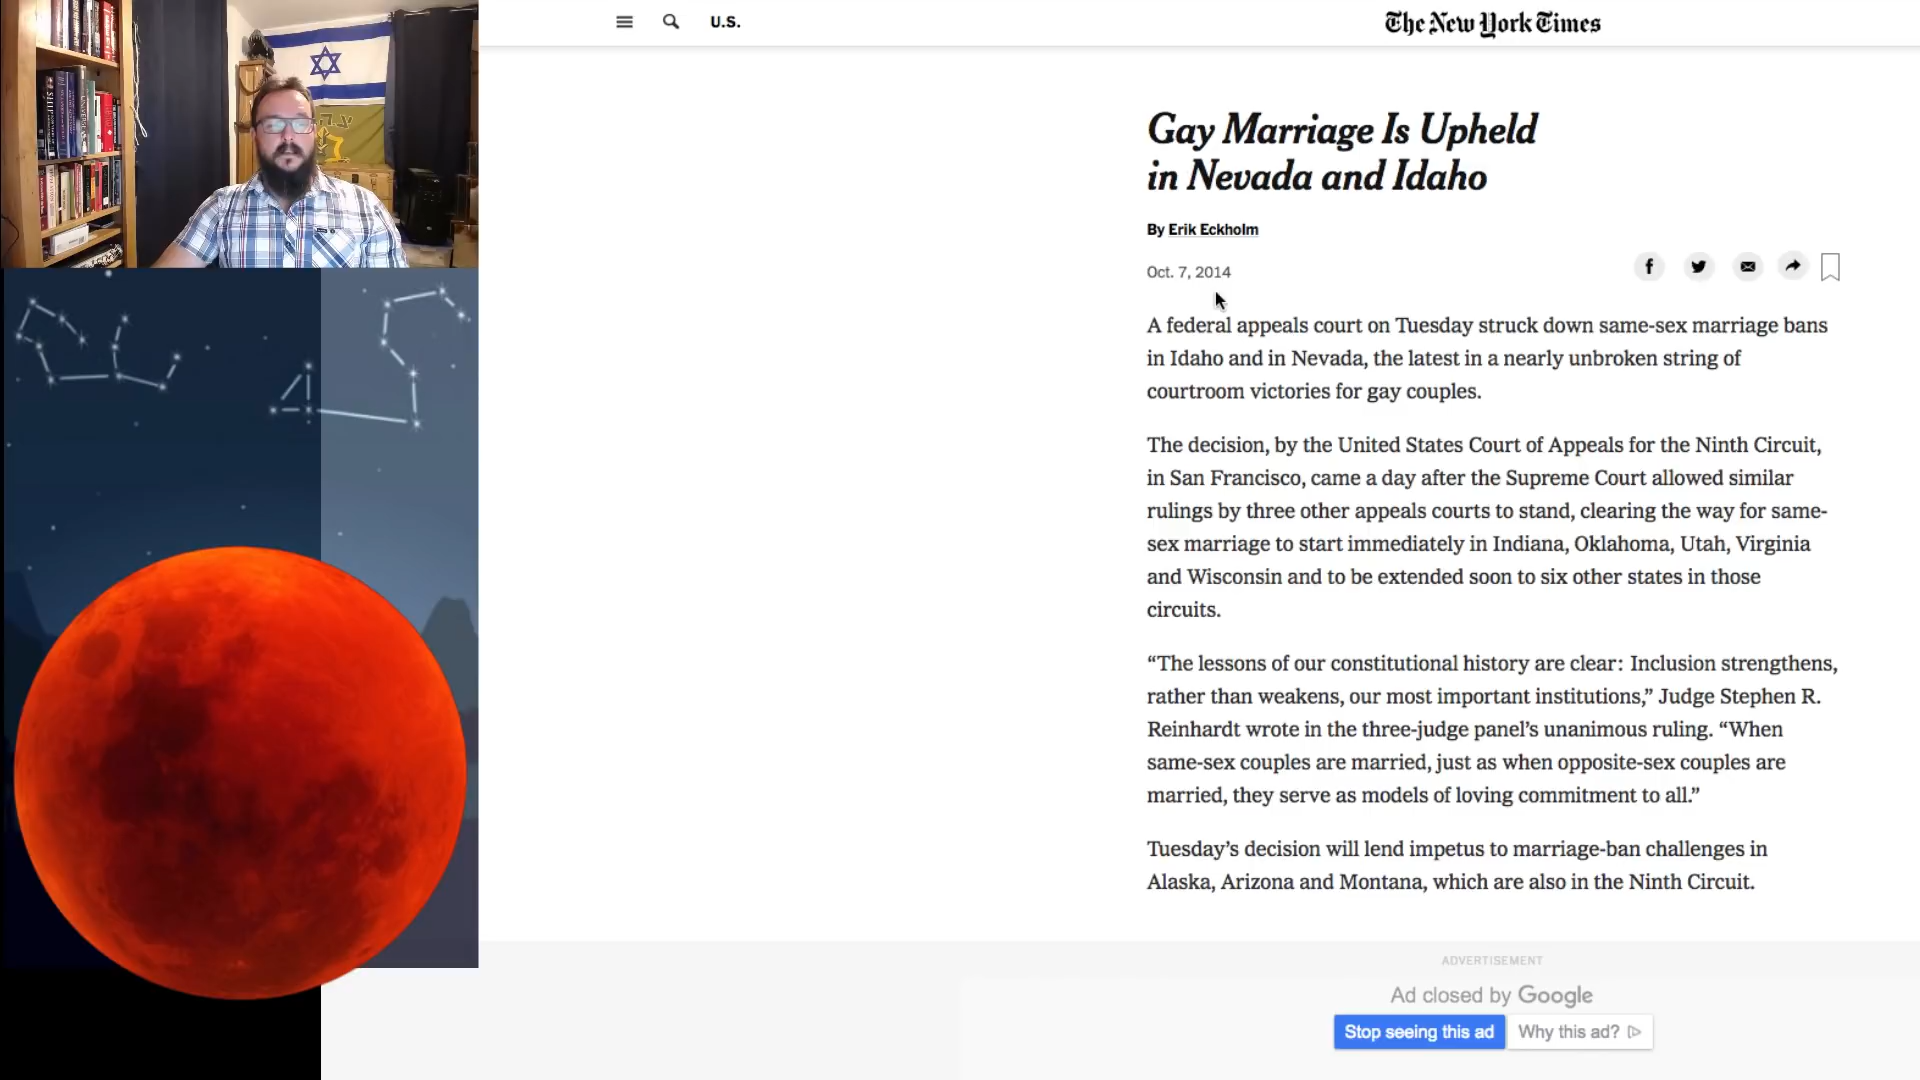 U.S.
The New York Times
Gay Marriage Is Upheld
in Nevada and Idaho
By Erik Eckholm
Oct. 7, 2014
A federal appeals court on Tuesday struck down same-sex marriage bans
in Idaho and in Nevada, the latest in a nearly unbroken string of
courtroom victories for gay couples.
The decision, by the United States Court of Appeals for the Ninth Circuit,
in San Francisco, came a day after the Supreme Court allowed similar
rulings by three other appeals courts to stand, clearing the way for same-
sex marriage to start immediately in Indiana, Oklahoma, Utah, Virginia
and Wisconsin and to be extended soon to six other states in those
circuits.
“The lessons of our constitutional history are clear: Inclusion strengthens,
rather than weakens, our most important institutions,” Judge Stephen R.
Reinhardt wrote in the three-judge panel’s unanimous ruling. “When
same-sex couples are married, just as when opposite-sex couples are
married, they serve as models of loving commitment to all.”
Tuesday’s decision will lend impetus to marriage-ban challenges in
Alaska, Arizona and Montana, which are also in the Ninth Circuit.
ADVERTISEMENT
Ad closed by Google
Stop seeing this ad
Why this ad?